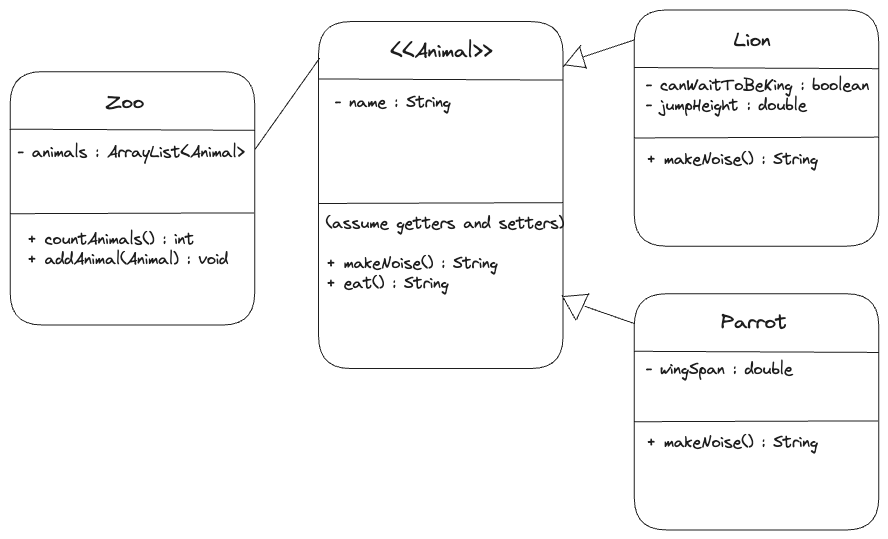 Zoo
- animals : ArrayList<Animal>
+ countAnimals() : int
+ addAnimal(Animal) : void
<<Animal>>
- name : String
(assume getters and setters)
+ makeNoise() : String
+ eat() : String
Lion
- canWaitToBeKing : boolean
- jumpHeight : double
+ makeNoise() : String
Parrot
- wingSpan : double
+ makeNoise() : String